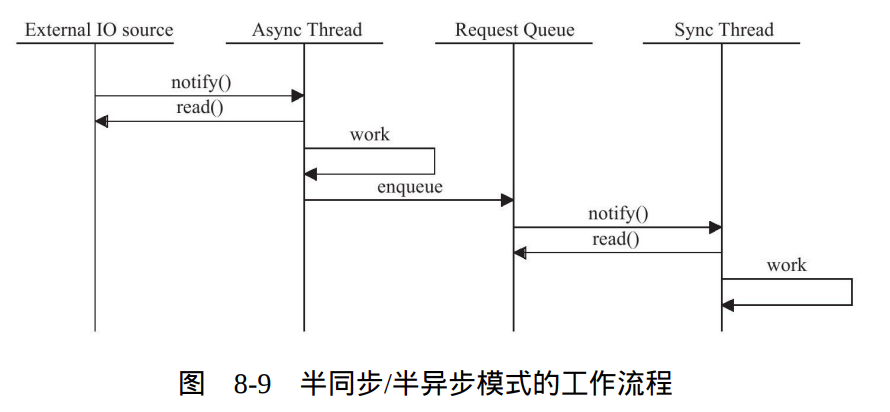 External IO source Async Thread Request Queue Sync Thread
notify()
read()
work
enqueue
notify()
read()
work
图 8-9 半同步/半异步模式的工作流程